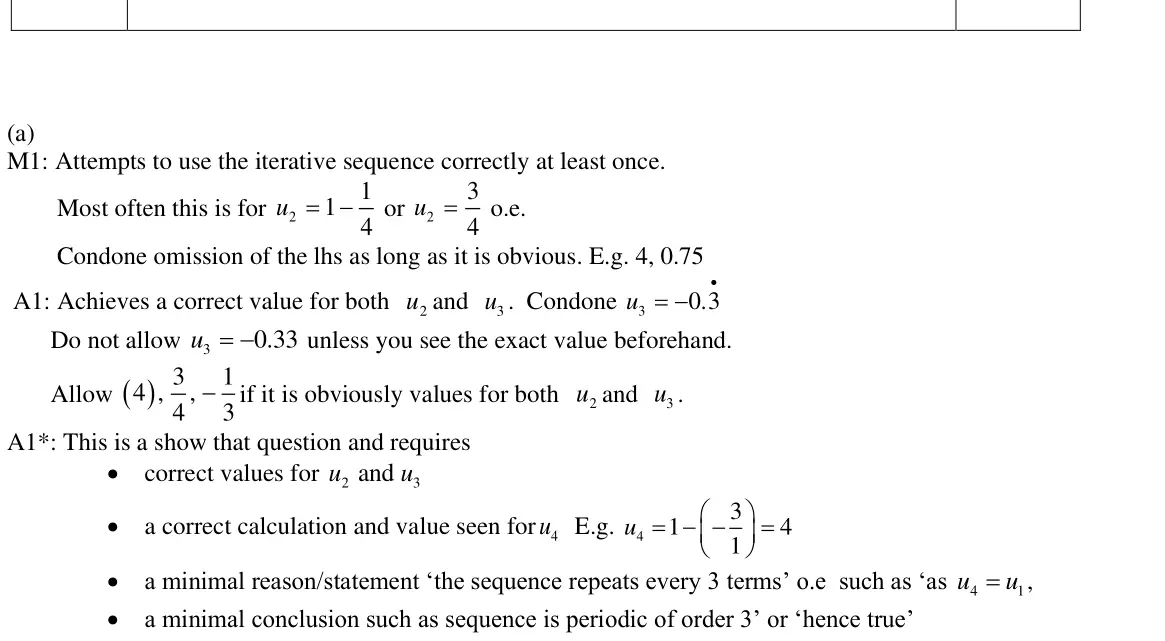 (a)
M1: Attempts to use the iterative sequence correctly at least once.
Most often this is for u₂ = 1 − 1/4 or u₂ = 3/4 o.e.
Condone omission of the lhs as long as it is obvious. E.g. 4, 0.75
A1: Achieves a correct value for both u₂ and u₃. Condone u₃ = −0.3̇
Do not allow u₃ = −0.33 unless you see the exact value beforehand.
Allow (4), 3/4, −1/3 if it is obviously values for both u₂ and u₃.
A1*: This is a show that question and requires
• correct values for u₂ and u₃
• a correct calculation and value seen for u₄ E.g. u₄ = 1 − (−3/1) = 4
• a minimal reason/statement ‘the sequence repeats every 3 terms’ o.e such as ‘as u₄ = u₁,
• a minimal conclusion such as sequence is periodic of order 3’ or ‘hence true’